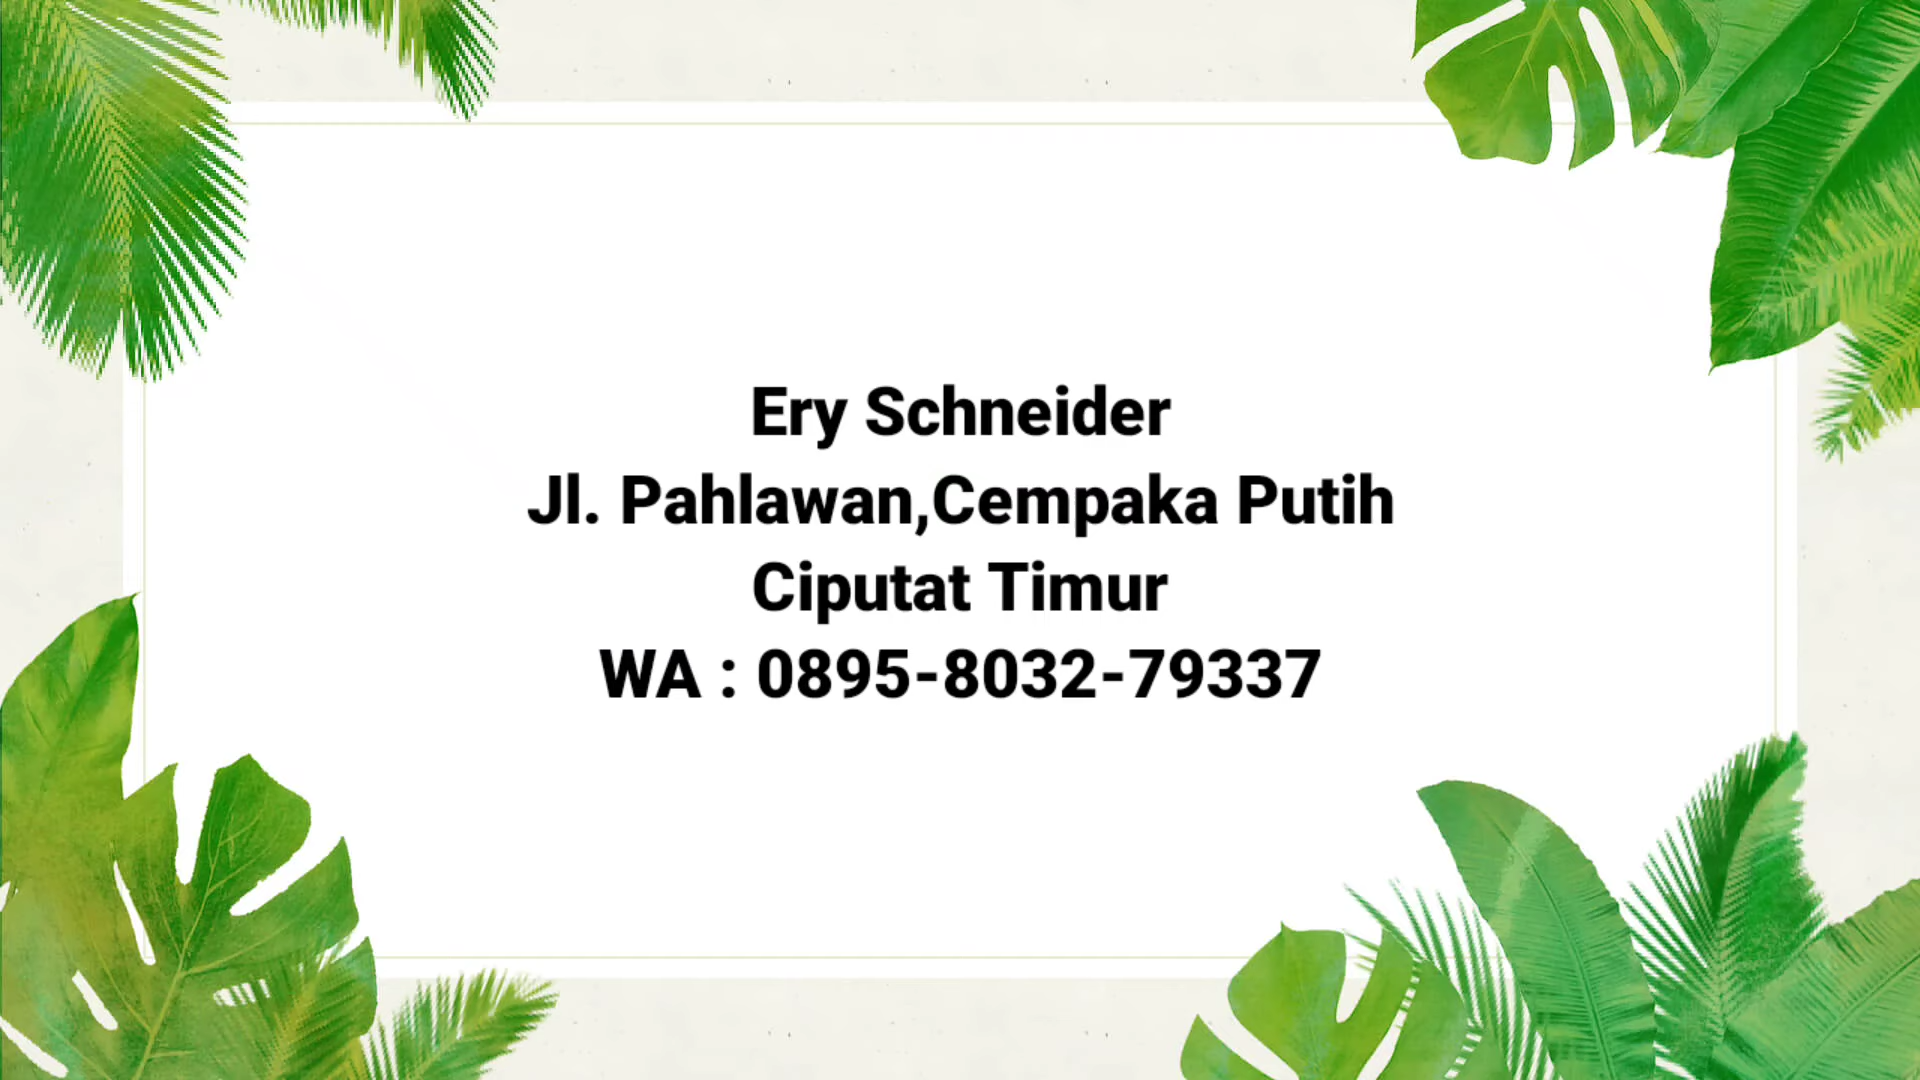 Ery Schneider
Jl. Pahlawan,Cempaka Putih
Ciputat Timur
WA : 0895-8032-79337